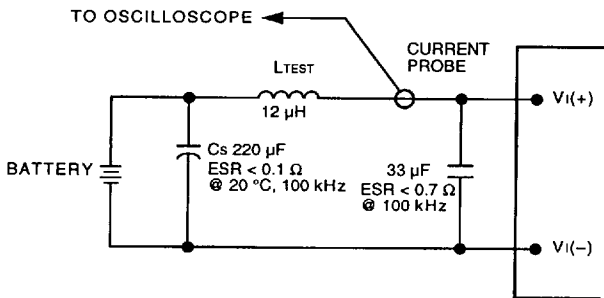 TO OSCILLOSCOPE
CURRENT
PROBE
LTEST
12 μH
VI(+)
BATTERY
Cs 220 μF
ESR < 0.1 Ω
@ 20 °C, 100 kHz
33 μF
ESR < 0.7 Ω
@ 100 kHz
VI(–)